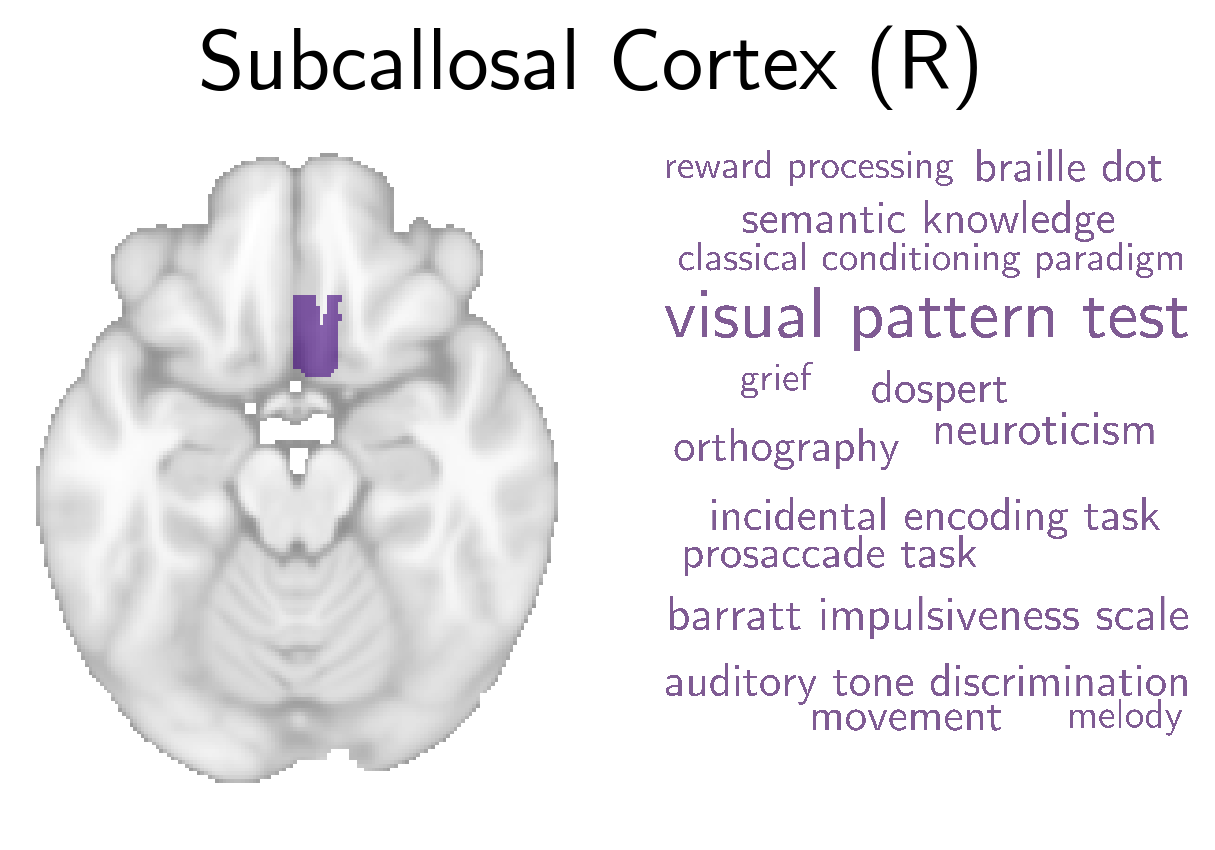 Subcallosal Cortex (R)
reward processing braille dot
semantic knowledge
classical conditioning paradigm
visual pattern test
grief dospert
orthography neuroticism
incidental encoding task
prosaccade task
barratt impulsiveness scale
auditory tone discrimination
movement melody